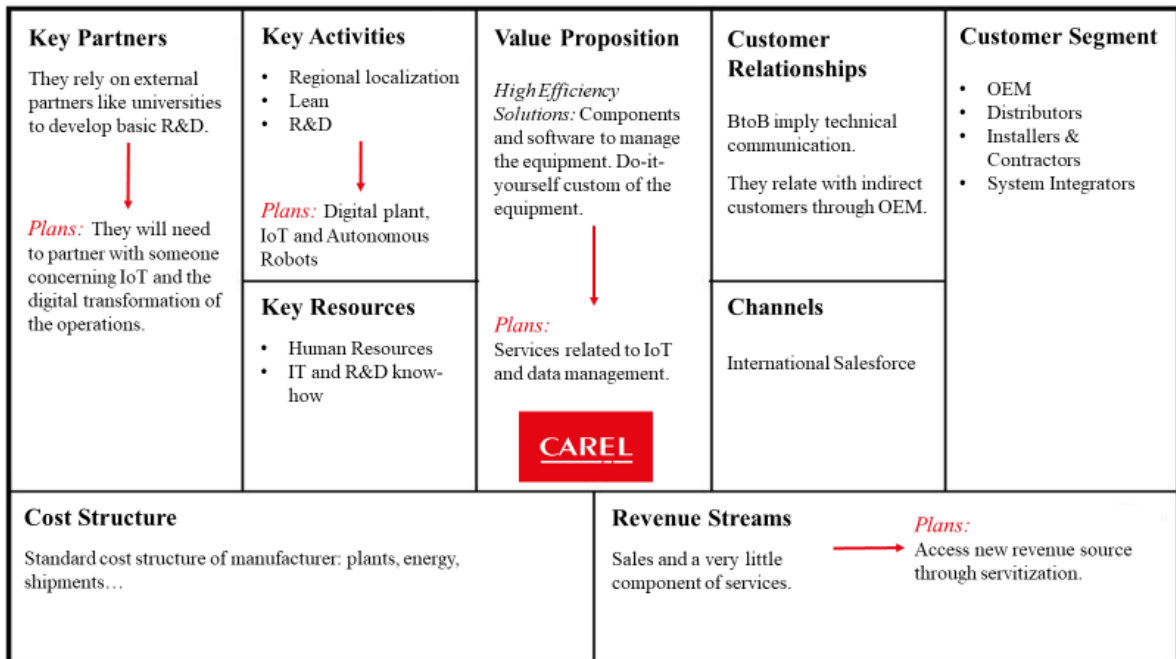 Key Partners
They rely on external
partners like universities
to develop basic R&D.
Plans: They will need
to partner with someone
concerning IoT and the
digital transformation of
the operations.
Key Activities
• Regional localization
• Lean
• R&D
Plans: Digital plant,
IoT and Autonomous
Robots
Key Resources
• Human Resources
• IT and R&D know-
how
Value Proposition
High Efficiency
Solutions: Components
and software to manage
the equipment. Do-it-
yourself custom of the
equipment.
Plans:
Services related to IoT
and data management.
CAREL
Customer
Relationships
BtoB imply technical
communication.
They relate with indirect
customers through OEM.
Channels
International Salesforce
Customer Segment
• OEM
• Distributors
• Installers &
Contractors
• System Integrators
Cost Structure
Standard cost structure of manufacturer: plants, energy,
shipments…
Revenue Streams
Sales and a very little
component of services.
Plans:
Access new revenue source
through servitization.